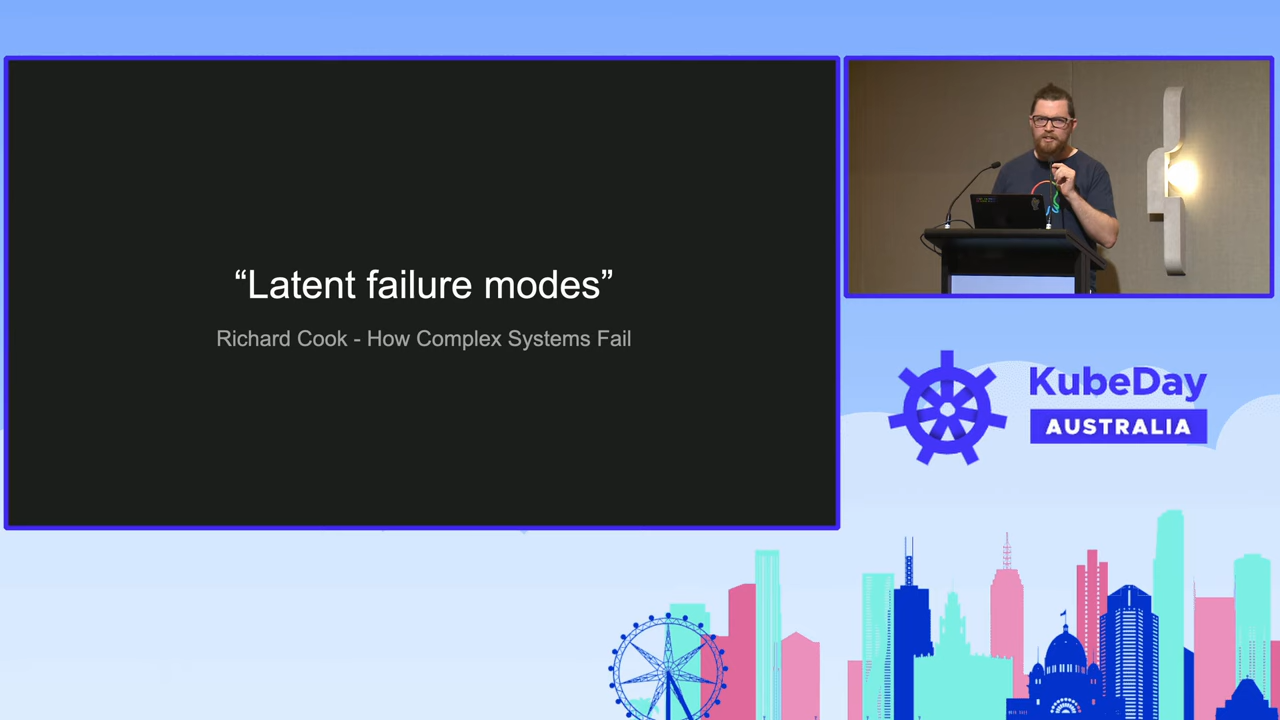 “Latent failure modes”
Richard Cook - How Complex Systems Fail
KubeDay
AUSTRALIA